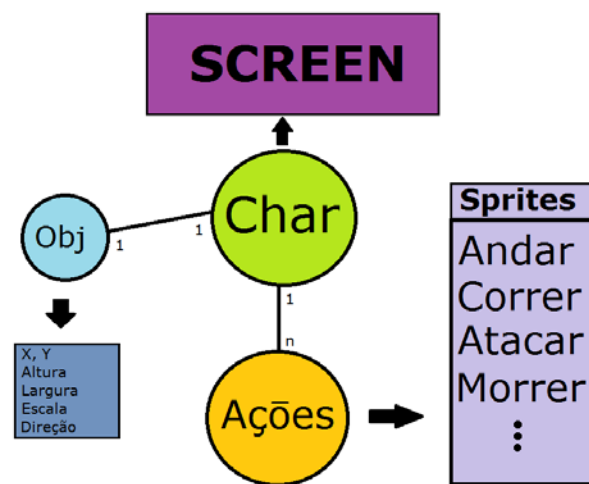 SCREEN
Char
Obj
1
1
1
n
X, Y
Altura
Largura
Escala
Direção
Ações
Sprites
Andar
Correr
Atacar
Morrer